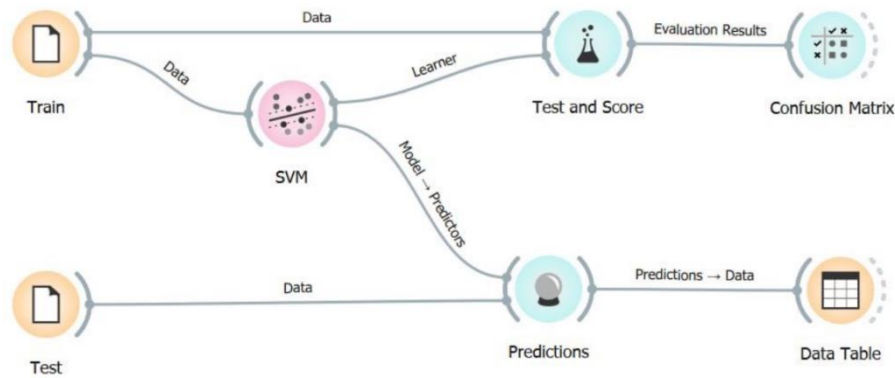 Data
Evaluation Results
Train
Data
Learner
Test and Score
Confusion Matrix
SVM
Model → Predictors
Data
Predictions → Data
Test
Predictions
Data Table